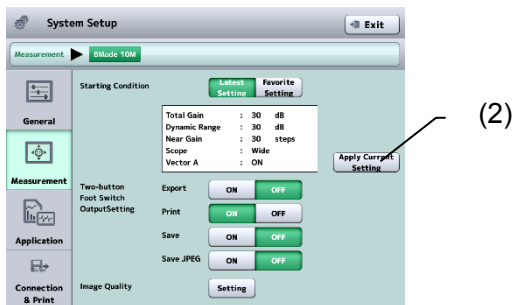 System Setup
Exit
Measurement
BMode 10M
General
Measurement
Application
Connection
& Print
Starting Condition
Latest
Setting
Favorite
Setting
Total Gain : 30 dB
Dynamic
Range : 30 dB
Near Gain : 30 steps
Scope : Wide
Vector A : ON
Apply Currnt
Setting
(2)
Two-button
Foot Switch
OutputSetting
Export ON OFF
Print ON OFF
Save ON OFF
Save JPEG ON OFF
Image Quality
Setting